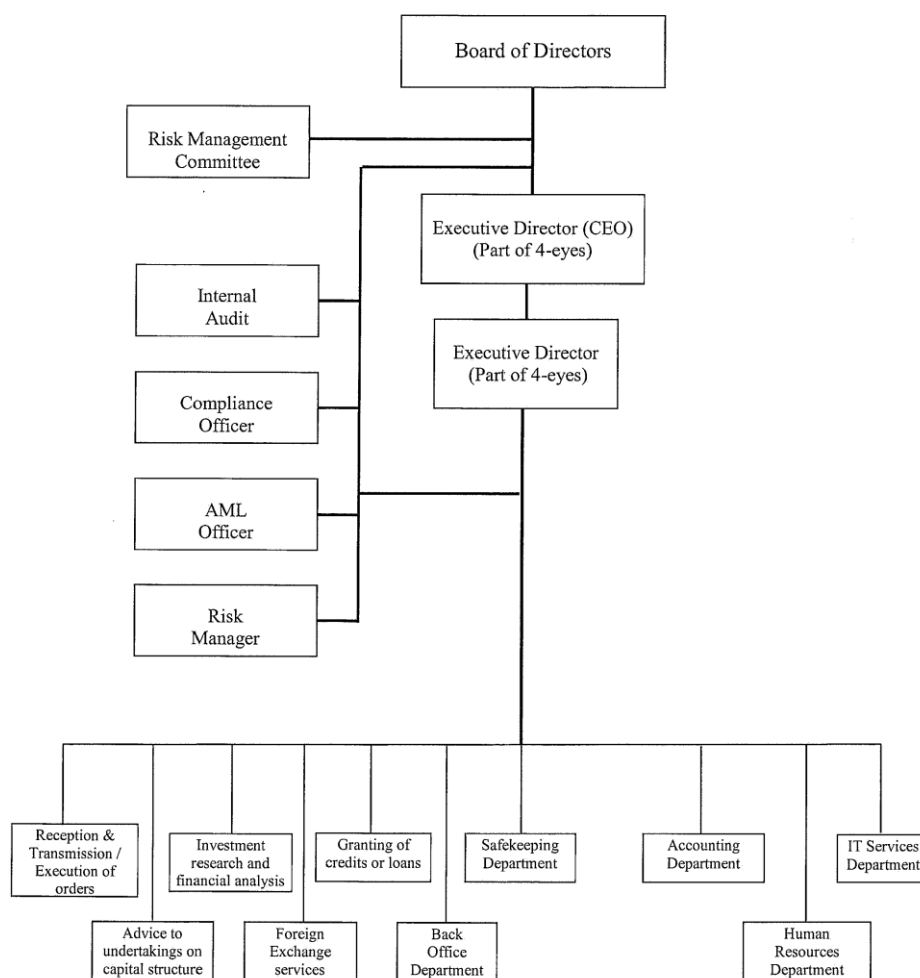 Board of Directors
Risk Management
Committee
Executive Director (CEO)
(Part of 4-eyes)
Internal
Audit
Executive Director
(Part of 4-eyes)
Compliance
Officer
AML
Officer
Risk
Manager
Reception &
Transmission /
Execution of
orders
Investment
research and
financial analysis
Granting of
credits or loans
Safekeeping
Department
Accounting
Department
IT Services
Department
Advice to
undertakings on
capital structure
Foreign
Exchange
services
Back
Office
Department
Human
Resources
Department